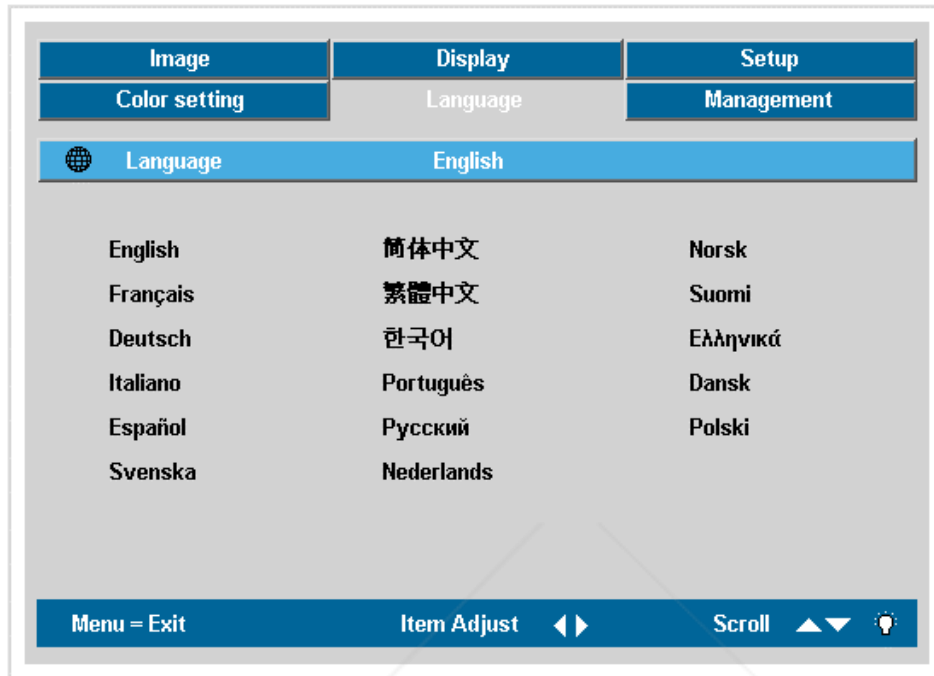 Image Display Setup
Color setting Language Management
Language English
English 简体中文 Norsk
Français 繁體中文 Suomi
Deutsch 한국어 Ελληνικά
Italiano Português Dansk
Español Русский Polski
Svenska Nederlands
Menu = Exit Item Adjust Scroll